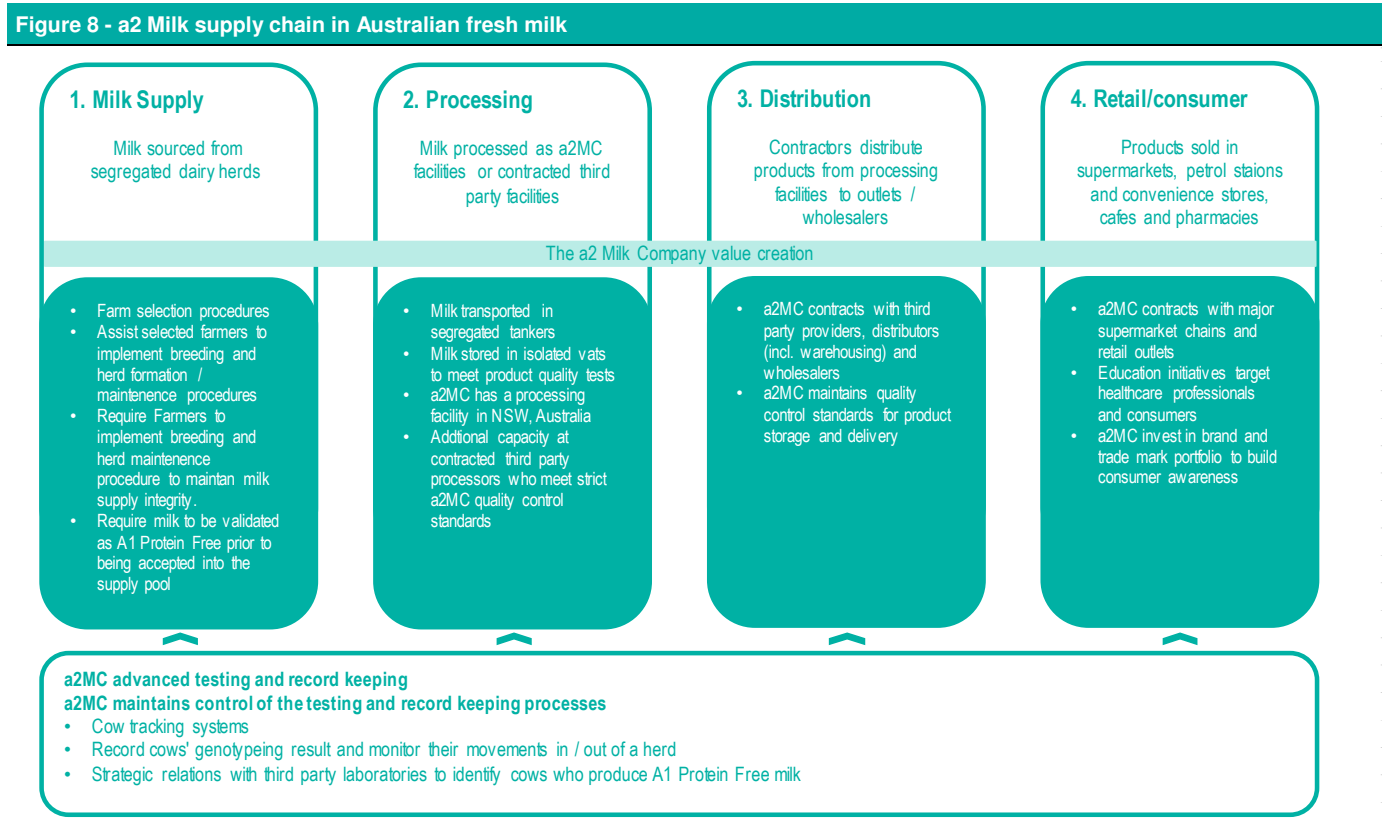 Figure 8 - a2 Milk supply chain in Australian fresh milk
1. Milk Supply
Milk sourced from
segregated dairy herds
2. Processing
Milk processed as a2MC
facilities or contracted third
party facilities
3. Distribution
Contractors distribute
products from processing
facilities to outlets /
wholesalers
4. Retail/consumer
Products sold in
supermarkets, petrol staions
and convenience stores,
cafes and pharmacies
The a2 Milk Company value creation
• Farm selection procedures
• Assist selected farmers to
implement breeding and
herd formation /
maintenence procedures
• Require Farmers to
implement breeding and
herd maintenence
procedure to maintan milk
supply integrity.
• Require milk to be validated
as A1 Protein Free prior to
being accepted into the
supply pool
• Milk transported in
segregated tankers
• Milk stored in isolated vats
to meet product quality tests
• a2MC has a processing
facility in NSW, Australia
• Addtional capacity at
contracted third party
processors who meet strict
a2MC quality control
standards
• a2MC contracts with third
party providers, distributors
(incl. warehousing) and
wholesalers
• a2MC maintains quality
control standards for product
storage and delivery
• a2MC contracts with major
supermarket chains and
retail outlets
• Education initiatives target
healthcare professionals
and consumers
• a2MC invest in brand and
trade mark portfolio to build
consumer awareness
a2MC advanced testing and record keeping
a2MC maintains control of the testing and record keeping processes
• Cow tracking systems
• Record cows' genotypeing result and monitor their movements in / out of a herd
• Strategic relations with third party laboratories to identify cows who produce A1 Protein Free milk